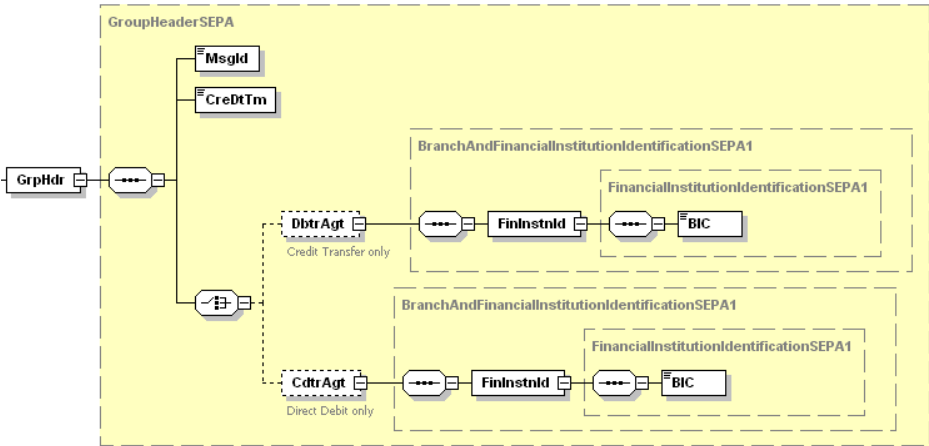 GroupHeaderSEPA
MsgId
CreDtTm
GrpHdr
BranchAndFinancialInstitutionIdentificationSEPA1
FinancialInstitutionIdentificationSEPA1
DbtrAgt
FinInstnId
BIC
Credit Transfer only
BranchAndFinancialInstitutionIdentificationSEPA1
FinancialInstitutionIdentificationSEPA1
CdtrAgt
FinInstnId
BIC
Direct Debit only